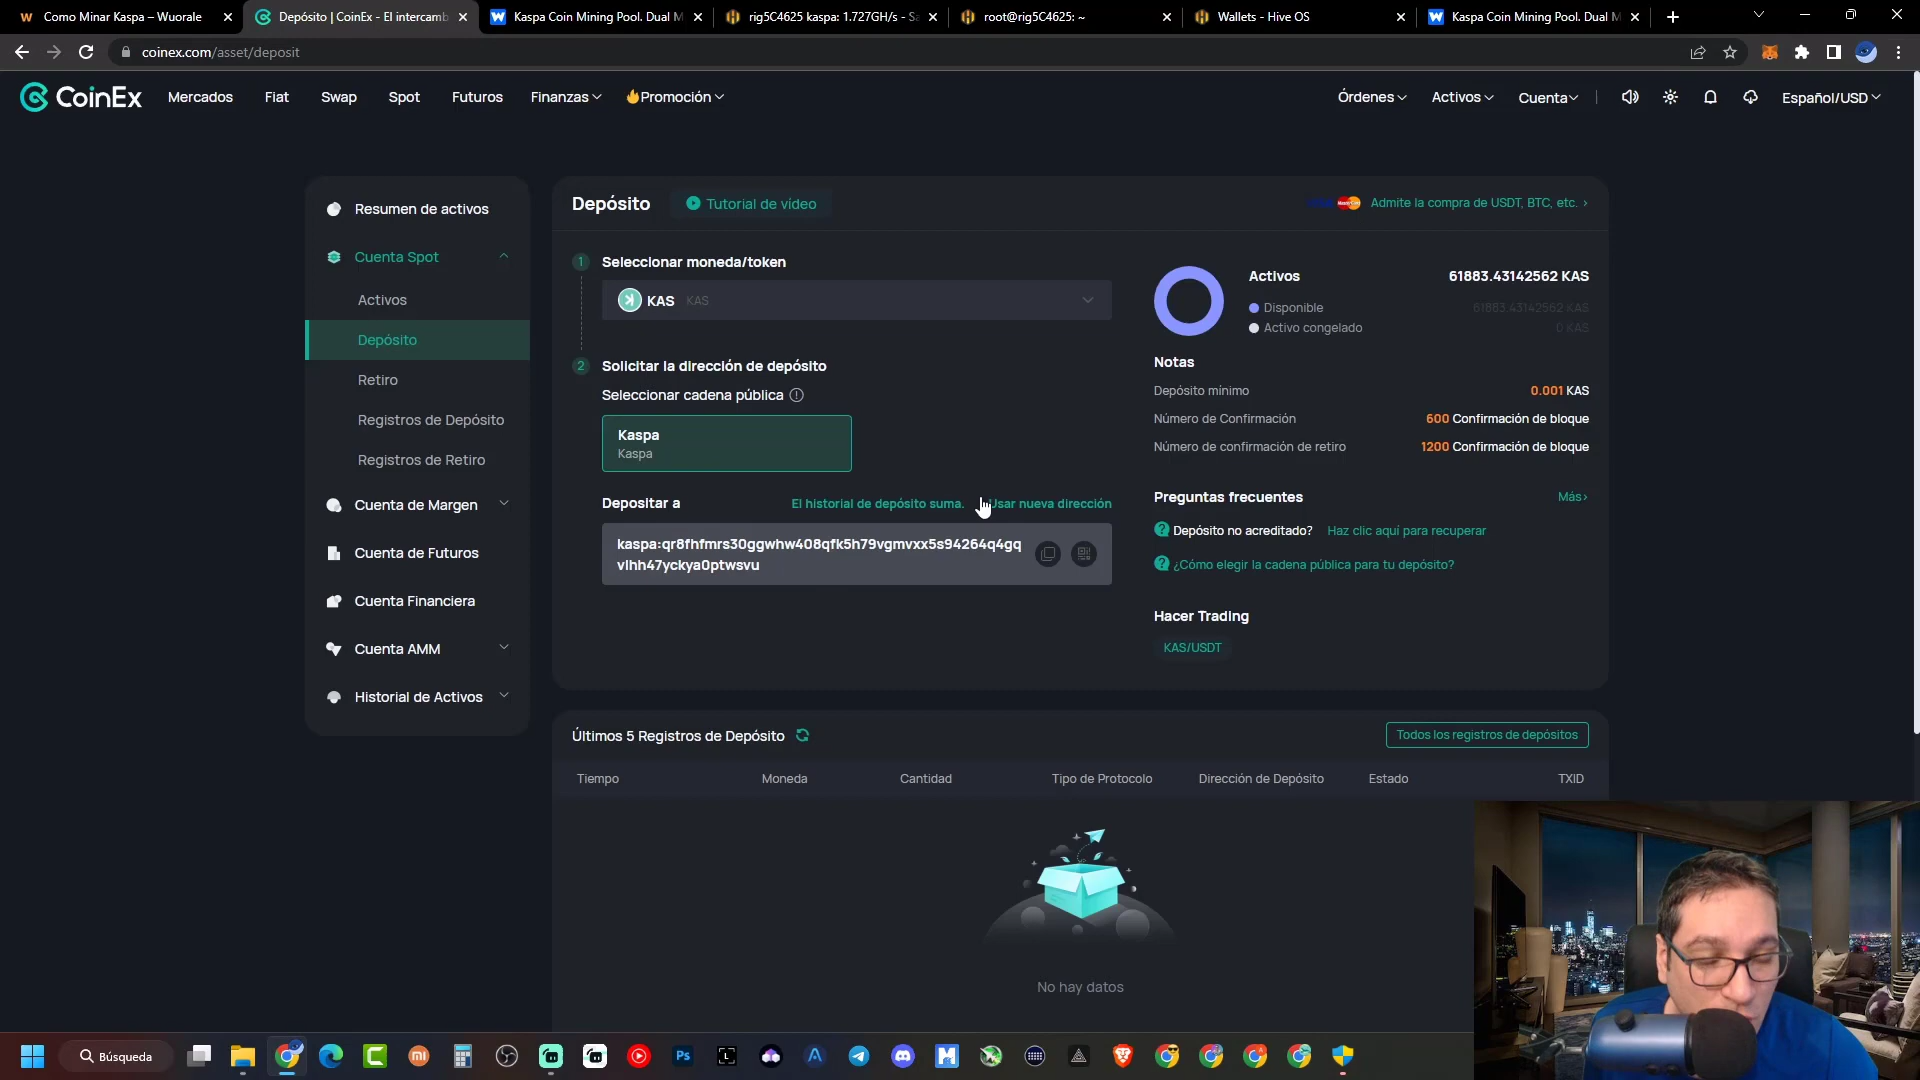 Como Minar Kaspa – Wuorale
Depósito | CoinEx - El intercamb
Kaspa Coin Mining Pool. Dual M
rig5C4625 kaspa: 1.727GH/s - Sa
root@rig5C4625: ~
Wallets - Hive OS
Kaspa Coin Mining Pool. Dual M
coinex.com/asset/deposit
CoinEx
Mercados
Fiat
Swap
Spot
Futuros
Finanzas
Promoción
Órdenes
Activos
Cuenta
Español/USD
Resumen de activos
Cuenta Spot
Activos
Depósito
Retiro
Registros de Depósito
Registros de Retiro
Cuenta de Margen
Cuenta de Futuros
Cuenta Financiera
Cuenta AMM
Historial de Activos
Depósito
Tutorial de vídeo
Admite la compra de USDT, BTC, etc. ›
1 Seleccionar moneda/token
KAS KAS
2 Solicitar la dirección de depósito
Seleccionar cadena pública
Kaspa
Kaspa
Depositar a
El historial de depósito suma.
Usar nueva dirección
kaspa:qr8fhfmrs30ggwhw408qfk5h79vgmvxx5s94264q4gq
vlhh47yckya0ptwsvu
Activos 61883.43142562 KAS
Disponible 61883.43142562 KAS
Activo congelado 0 KAS
Notas
Depósito mínimo 0.001 KAS
Número de Confirmación 600 Confirmación de bloque
Número de confirmación de retiro 1200 Confirmación de bloque
Preguntas frecuentes Más›
Depósito no acreditado? Haz clic aquí para recuperar
¿Cómo elegir la cadena pública para tu depósito?
Hacer Trading
KAS/USDT
Últimos 5 Registros de Depósito
Todos los registros de depósitos
Tiempo Moneda Cantidad Tipo de Protocolo Dirección de Depósito Estado TXID
No hay datos
Búsqueda